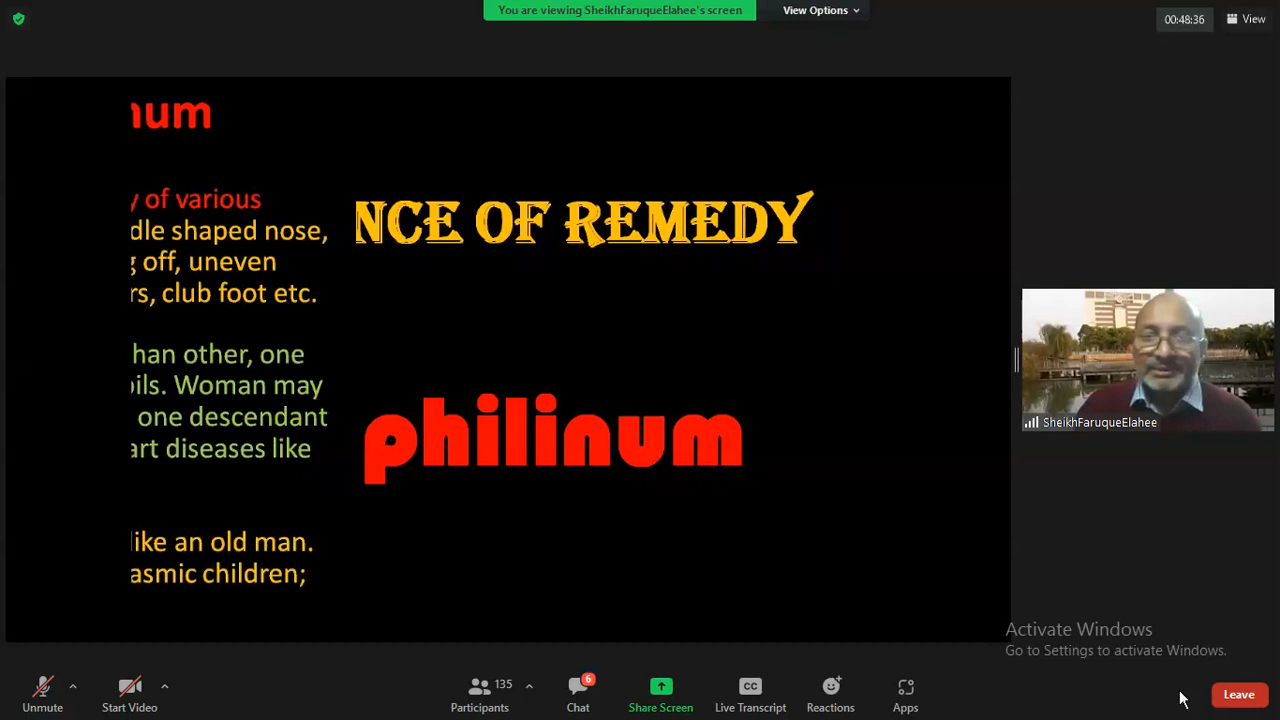 You are viewing SheikhFaruqueElahee's screen
View Options
00:48:36
View
num
y of various
dle shaped nose,
g off, uneven
rs, club foot etc.
han other, one
oils. Woman may
one descendant
art diseases like
like an old man.
asmic children;
NCE OF REMEDY
philinum
SheikhFaruqueElahee
Activate Windows
Go to Settings to activate Windows.
Unmute
Start Video
Participants
135
Chat
6
Share Screen
CC
Live Transcript
Reactions
Apps
Leave